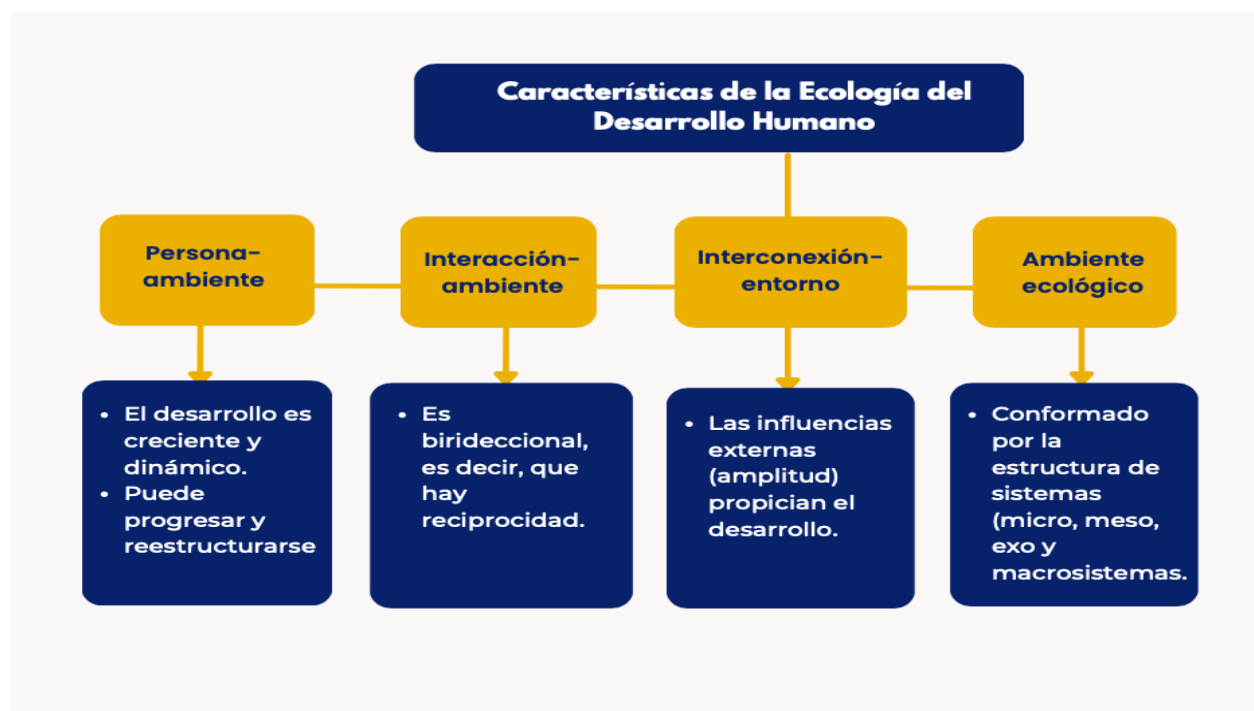 Características de la Ecología del
Desarrollo Humano
Persona-
ambiente
Interacción-
ambiente
Interconexión-
entorno
Ambiente
ecológico
• El desarrollo es
creciente y
dinámico.
• Puede
progresar y
reestructurarse
• Es
birideccional,
es decir, que
hay
reciprocidad.
• Las influencias
externas
(amplitud)
propician el
desarrollo.
• Conformado
por la
estructura de
sistemas
(micro, meso,
exo y
macrosistemas.